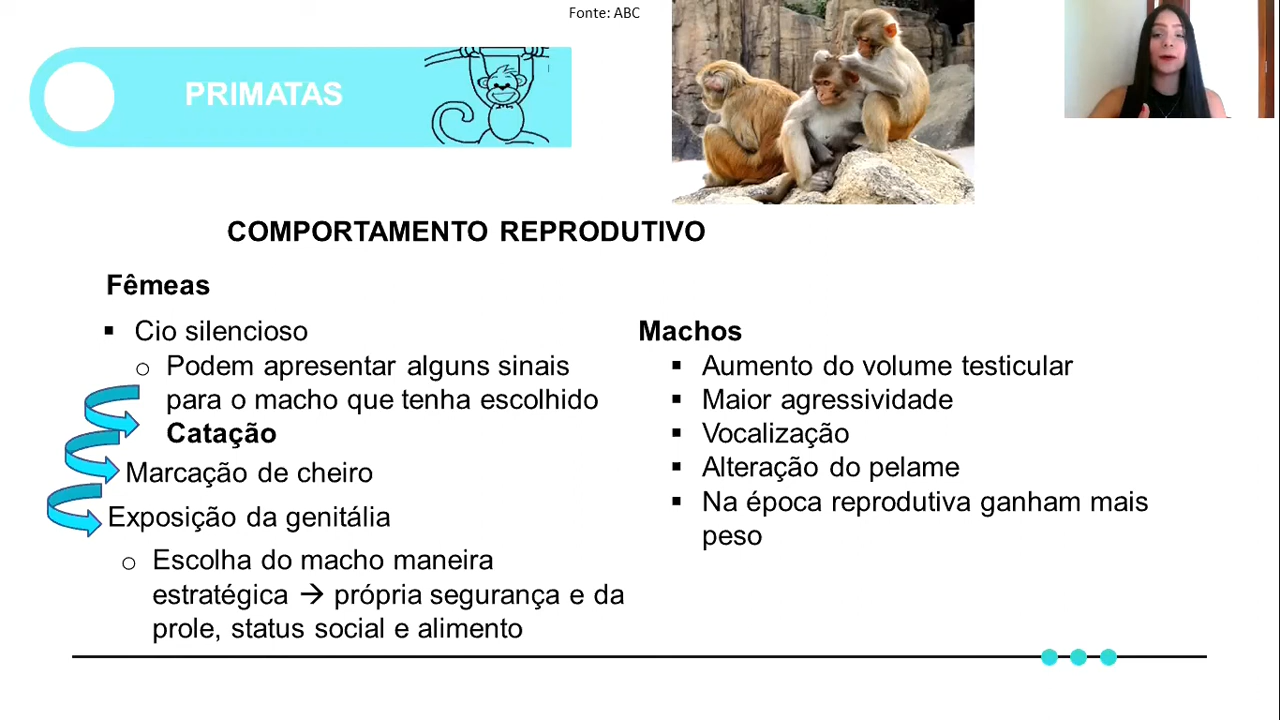 Fonte: ABC
PRIMATAS
COMPORTAMENTO REPRODUTIVO
Fêmeas
▪ Cio silencioso
o Podem apresentar alguns sinais
para o macho que tenha escolhido
Catação
Marcação de cheiro
Exposição da genitália
o Escolha do macho maneira
estratégica → própria segurança e da
prole, status social e alimento
Machos
▪ Aumento do volume testicular
▪ Maior agressividade
▪ Vocalização
▪ Alteração do pelame
▪ Na época reprodutiva ganham mais
peso